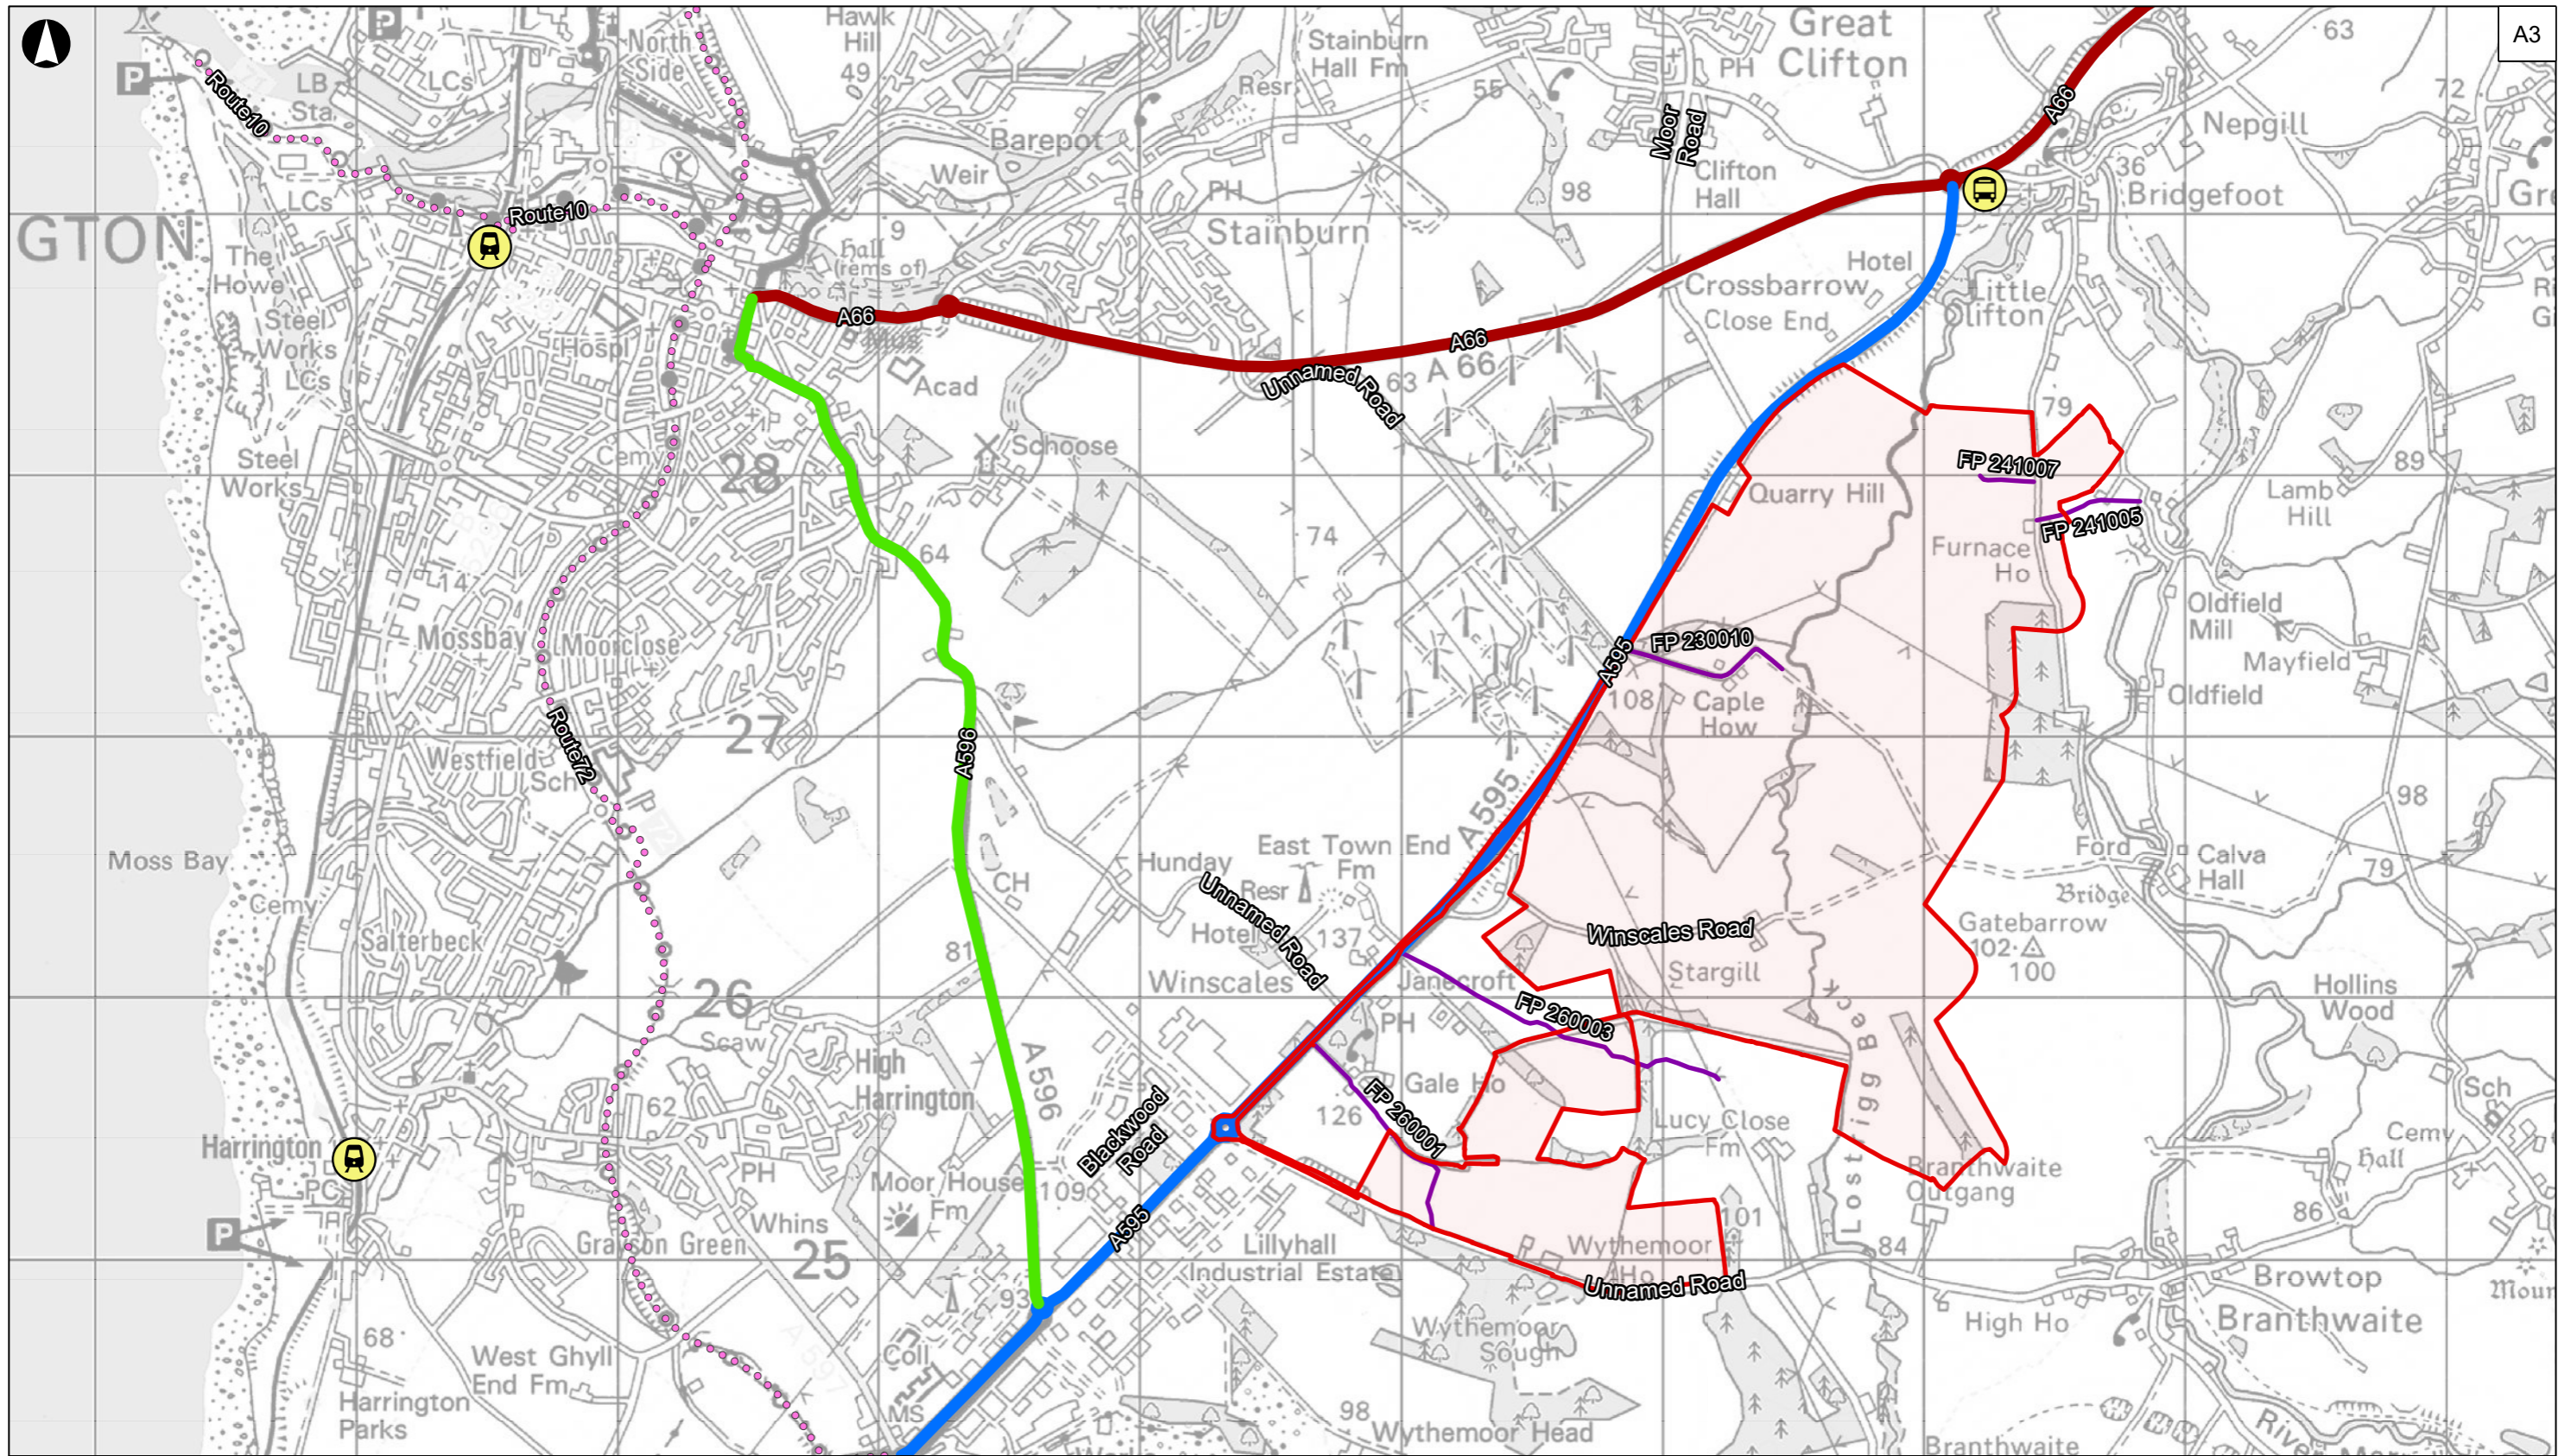 A3
Hawk
Hill
49
North
Side
LCs
LB
Sta
P
Route10
LCs
Stainburn
Hall Fm
Resr
55
Great
Clifton
PH
63
72
A66
Nepgill
Moor
Road
Clifton
Hall
98
36
Bridgefoot
Barepot
Weir
PH
Stainburn
GTON
Route10
29
The
Howe
Hall
(rems of)
9
Steel
Works
LCs
Hospl
A66
Mus
Acad
A66
A 66
63
Unnamed Road
Hotel
Crossbarrow
Close End
Little
Clifton
79
Schoose
Cemy
28
Steel
Works
FP 241007
FP 241005
Quarry Hill
89
Lamb
Hill
Furnace
Ho
74
64
14
Mossbay
Moorclose
Oldfield
Mill
Mayfield
Oldfield
A595
FP 230010
108
Caple
How
27
Route72
Westfield
Sch
A596
A 595
98
Moss Bay
Cemy
Hunday
East Town End
Fm
Resr
CH
Unnamed Road
Hotel
137
Winscales
Ford
Bridge
Calva
Hall
79
Salterbeck
81
Winscales Road
Stargill
Gatebarrow
102
100
Janecroft
26
Scaw
Hollins
Wood
FP 260003
PH
High
Harrington
A 596
62
Gale Ho
126
FP 260001
Blackwood
Road
Lucy Close
Fm
Lostrigg Beck
Sch
Cemy
Hall
Harrington
PC
P
PH
Moor House
Fm
109
Branthwaite
Outgang
Whins
Grayson Green
25
A595
Lillyhall
Industrial Estate
Wythemoor
Ho
101
84
86
Unnamed Road
Browtop
Branthwaite
High Ho
93
68
A 597
West Ghyll
End Fm
Coll
Harrington
Parks
MS
Wythemoor
Sough
98
Wythemoor Head
Branthwaite
River